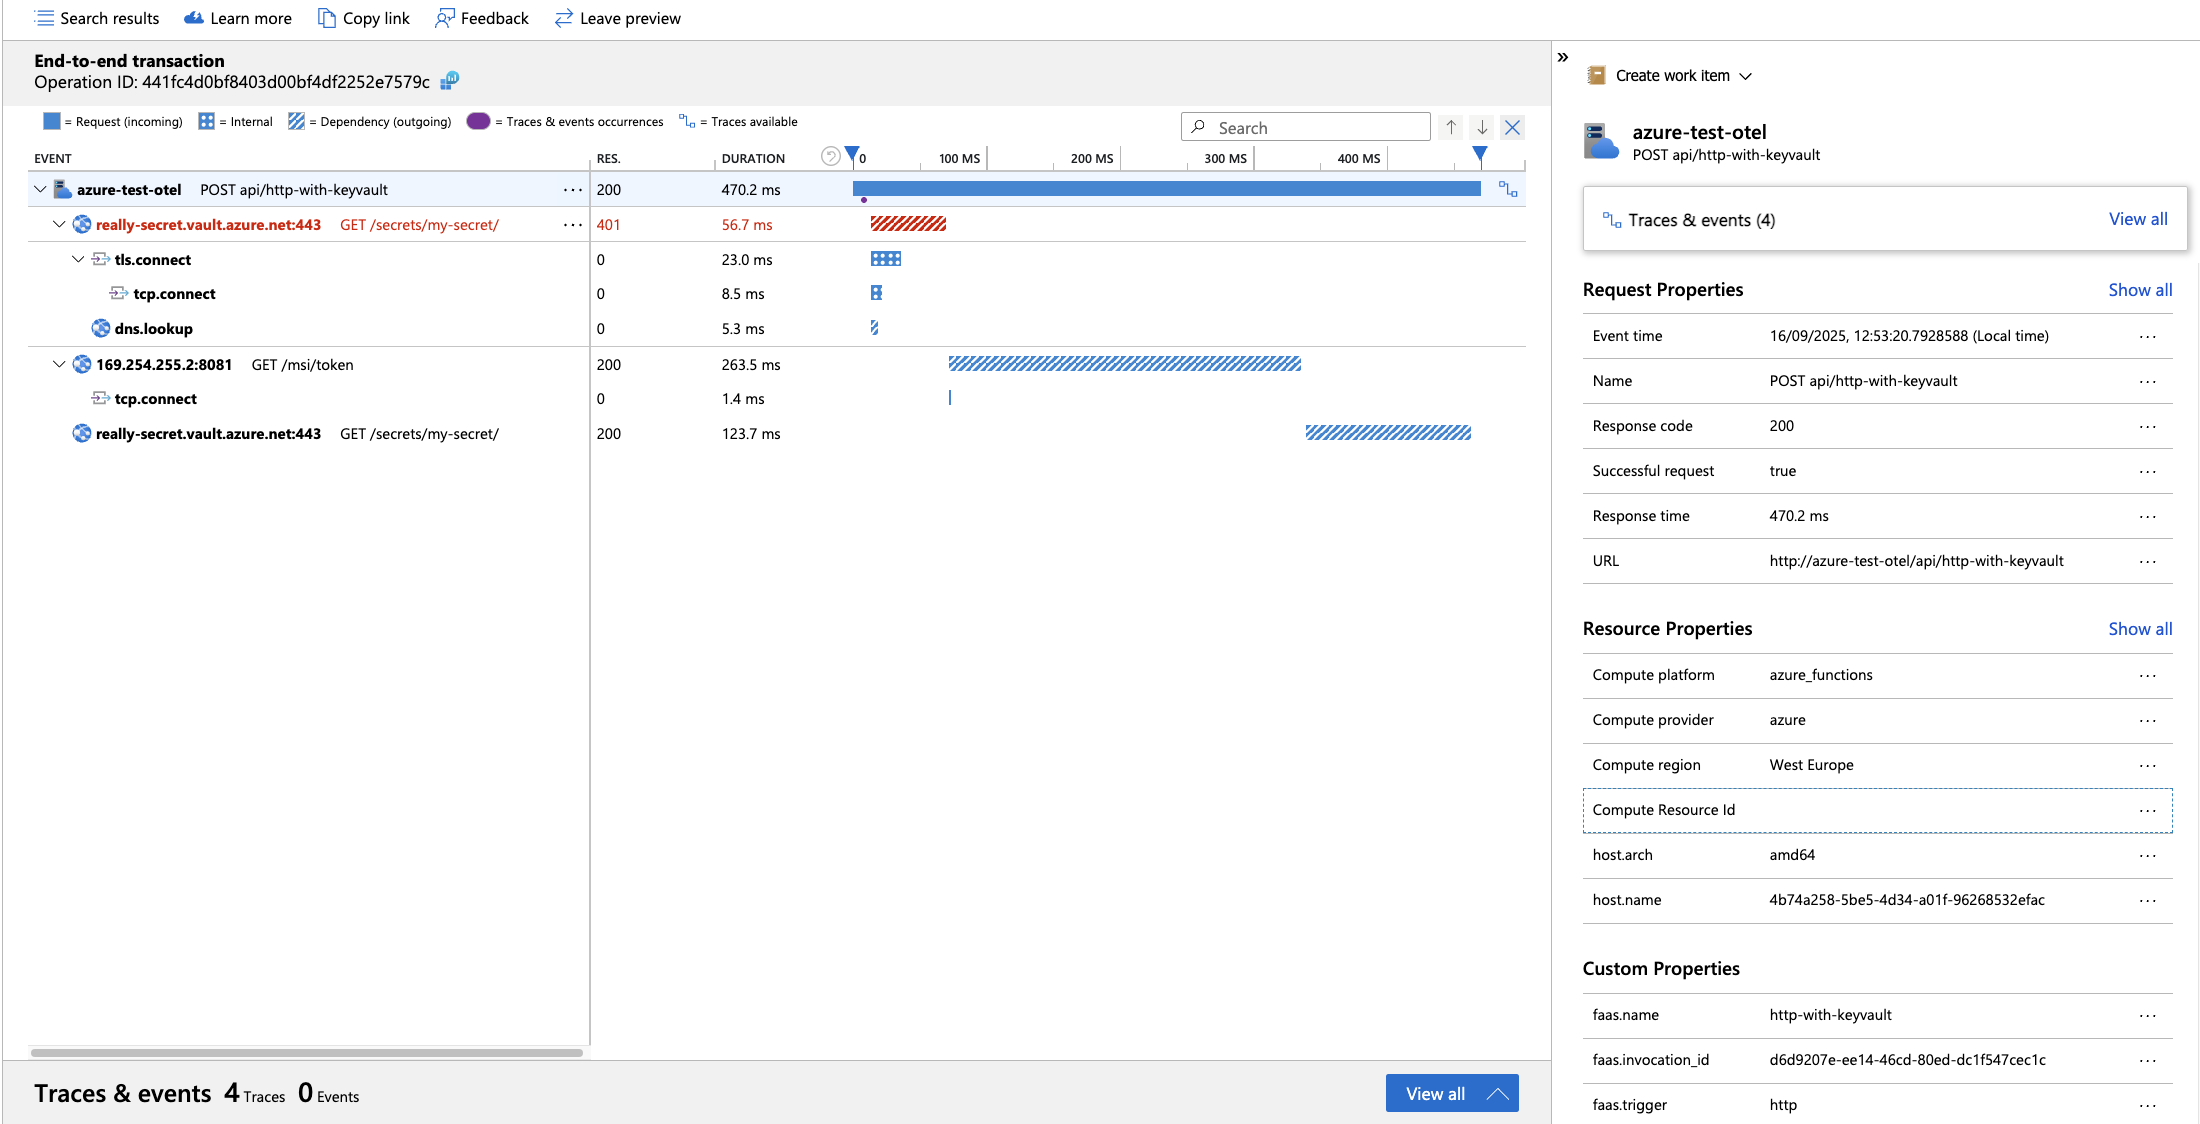 Search results Learn more Copy link Feedback Leave preview
End-to-end transaction
Operation ID: 441fc4d0bf8403d00bf4df2252e7579c
= Request (incoming) = Internal = Dependency (outgoing) = Traces & events occurrences = Traces available
Search
EVENT RES. DURATION 0 100 MS 200 MS 300 MS 400 MS
azure-test-otel POST api/http-with-keyvault ··· 200 470.2 ms
really-secret.vault.azure.net:443 GET /secrets/my-secret/ ··· 401 56.7 ms
tls.connect 0 23.0 ms
tcp.connect 0 8.5 ms
dns.lookup 0 5.3 ms
169.254.255.2:8081 GET /msi/token 200 263.5 ms
tcp.connect 0 1.4 ms
really-secret.vault.azure.net:443 GET /secrets/my-secret/ 200 123.7 ms
Traces & events 4 Traces 0 Events
View all
Create work item
azure-test-otel
POST api/http-with-keyvault
Traces & events (4) View all
Request Properties Show all
Event time 16/09/2025, 12:53:20.7928588 (Local time) ···
Name POST api/http-with-keyvault ···
Response code 200 ···
Successful request true ···
Response time 470.2 ms ···
URL http://azure-test-otel/api/http-with-keyvault ···
Resource Properties Show all
Compute platform azure_functions ···
Compute provider azure ···
Compute region West Europe ···
Compute Resource Id ···
host.arch amd64 ···
host.name 4b74a258-5be5-4d34-a01f-96268532efac ···
Custom Properties
faas.name http-with-keyvault ···
faas.invocation_id d6d9207e-ee14-46cd-80ed-dc1f547cec1c ···
faas.trigger http ···